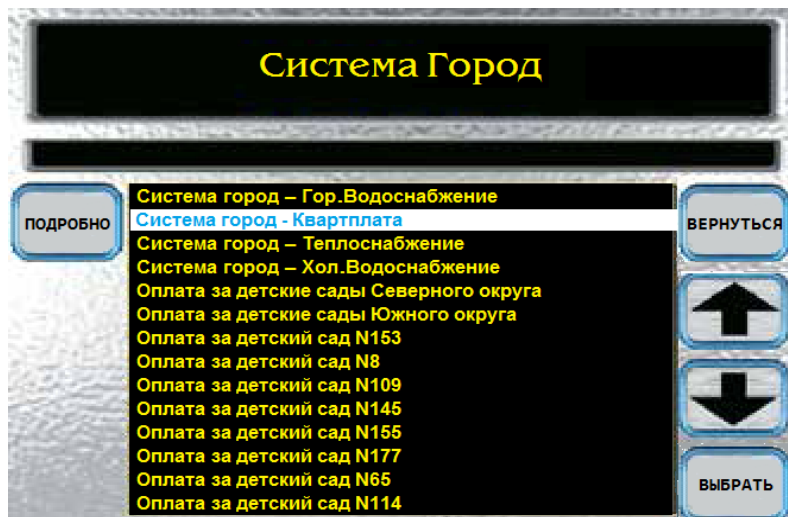 Система Город
ПОДРОБНО
Система город – Гор.Водоснабжение
Система город - Квартплата
Система город – Теплоснабжение
Система город – Хол.Водоснабжение
Оплата за детские сады Северного округа
Оплата за детские сады Южного округа
Оплата за детский сад N153
Оплата за детский сад N8
Оплата за детский сад N109
Оплата за детский сад N145
Оплата за детский сад N155
Оплата за детский сад N177
Оплата за детский сад N65
Оплата за детский сад N114
ВЕРНУТЬСЯ
ВЫБРАТЬ